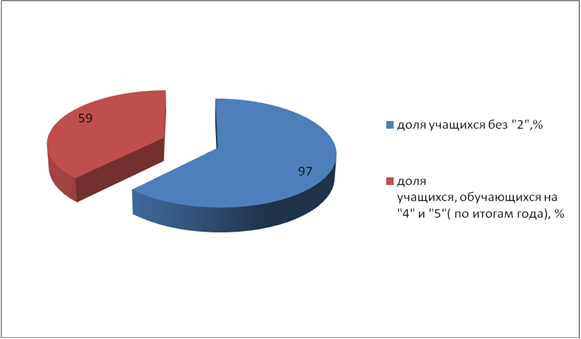 59
97
доля учащихся без "2",%
доля
учащихся, обучающихся на
"4" и "5"( по итогам года), %